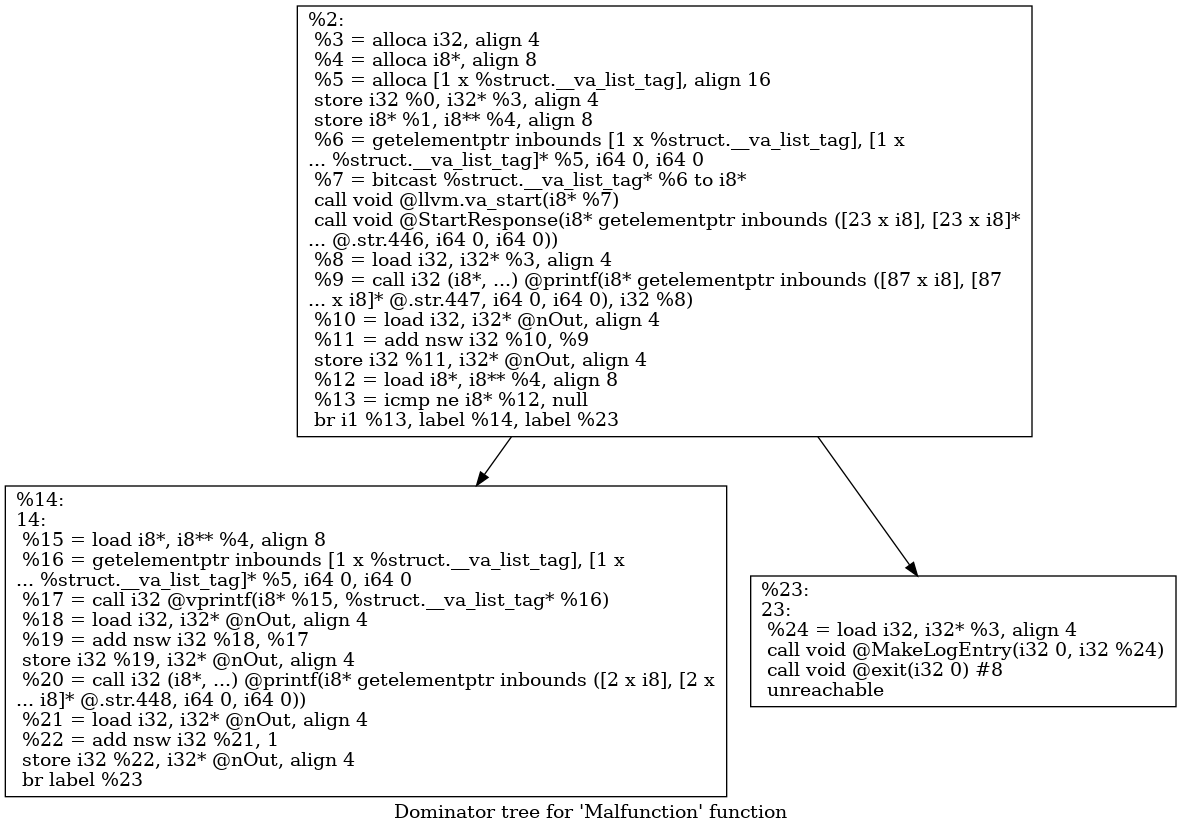 %2:
%3 = alloca i32, align 4
%4 = alloca i8*, align 8
%5 = alloca [1 x %struct.__va_list_tag], align 16
store i32 %0, i32* %3, align 4
store i8* %1, i8** %4, align 8
%6 = getelementptr inbounds [1 x %struct.__va_list_tag], [1 x
... %struct.__va_list_tag]* %5, i64 0, i64 0
%7 = bitcast %struct.__va_list_tag* %6 to i8*
call void @llvm.va_start(i8* %7)
call void @StartResponse(i8* getelementptr inbounds ([23 x i8], [23 x i8]*
... @.str.446, i64 0, i64 0))
%8 = load i32, i32* %3, align 4
%9 = call i32 (i8*, ...) @printf(i8* getelementptr inbounds ([87 x i8], [87
... x i8]* @.str.447, i64 0, i64 0), i32 %8)
%10 = load i32, i32* @nOut, align 4
%11 = add nsw i32 %10, %9
store i32 %11, i32* @nOut, align 4
%12 = load i8*, i8** %4, align 8
%13 = icmp ne i8* %12, null
br i1 %13, label %14, label %23
%14:
14:
%15 = load i8*, i8** %4, align 8
%16 = getelementptr inbounds [1 x %struct.__va_list_tag], [1 x
... %struct.__va_list_tag]* %5, i64 0, i64 0
%17 = call i32 @vprintf(i8* %15, %struct.__va_list_tag* %16)
%18 = load i32, i32* @nOut, align 4
%19 = add nsw i32 %18, %17
store i32 %19, i32* @nOut, align 4
%20 = call i32 (i8*, ...) @printf(i8* getelementptr inbounds ([2 x i8], [2 x
... i8]* @.str.448, i64 0, i64 0))
%21 = load i32, i32* @nOut, align 4
%22 = add nsw i32 %21, 1
store i32 %22, i32* @nOut, align 4
br label %23
%23:
23:
%24 = load i32, i32* %3, align 4
call void @MakeLogEntry(i32 0, i32 %24)
call void @exit(i32 0) #8
unreachable
Dominator tree for 'Malfunction' function